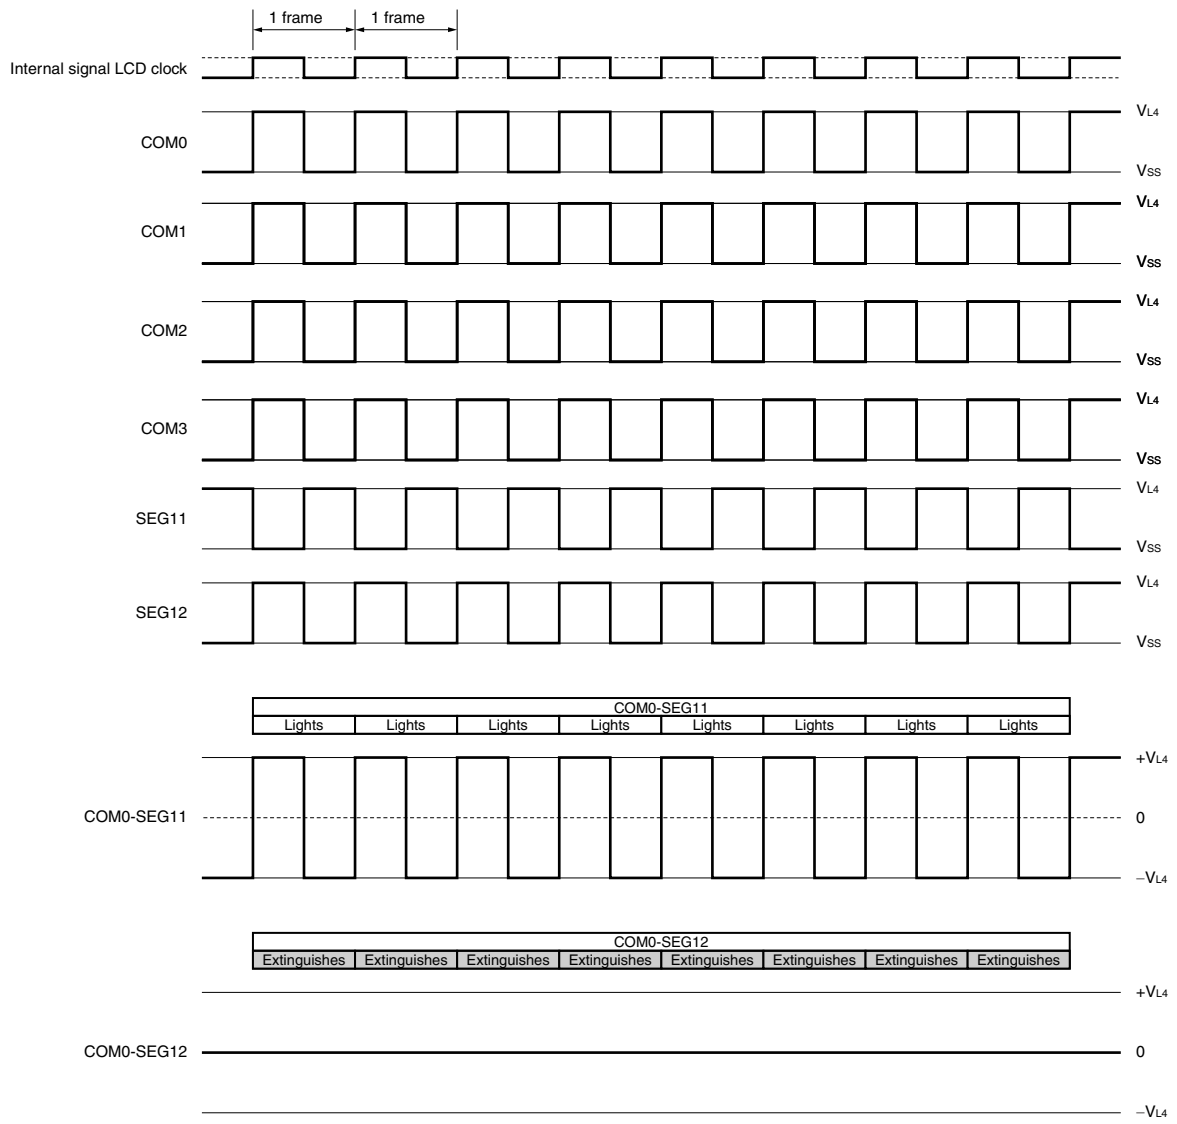 1 frame 1 frame
Internal signal LCD clock
VL4
COM0
VSS
VL4
COM1
VSS
VL4
COM2
VSS
VL4
COM3
VSS
VL4
SEG11
VSS
VL4
SEG12
VSS
COM0-SEG11
Lights Lights Lights Lights Lights Lights Lights Lights
+VL4
COM0-SEG11 0
−VL4
COM0-SEG12
Extinguishes Extinguishes Extinguishes Extinguishes Extinguishes Extinguishes Extinguishes Extinguishes
+VL4
COM0-SEG12 0
−VL4